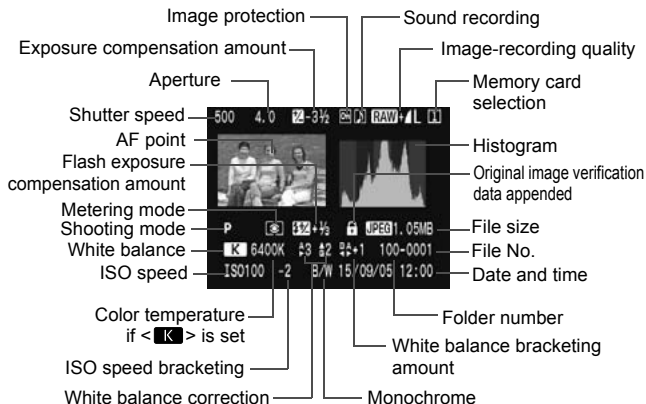 Image protection
Sound recording
Exposure compensation amount
Image-recording quality
Aperture
Memory card
selection
Shutter speed
500 4.0 -3½ RAW+ L 1
AF point
Histogram
Flash exposure
compensation amount
Original image verification
data appended
Metering mode
Shooting mode
P +⅓ JPEG 1.05MB
File size
White balance
K 6400K 3 2 +1 100-0001
File No.
ISO speed
ISO100 -2 B/W 15/09/05 12:00
Date and time
Color temperature
if < K > is set
Folder number
White balance bracketing
amount
ISO speed bracketing
White balance correction
Monochrome